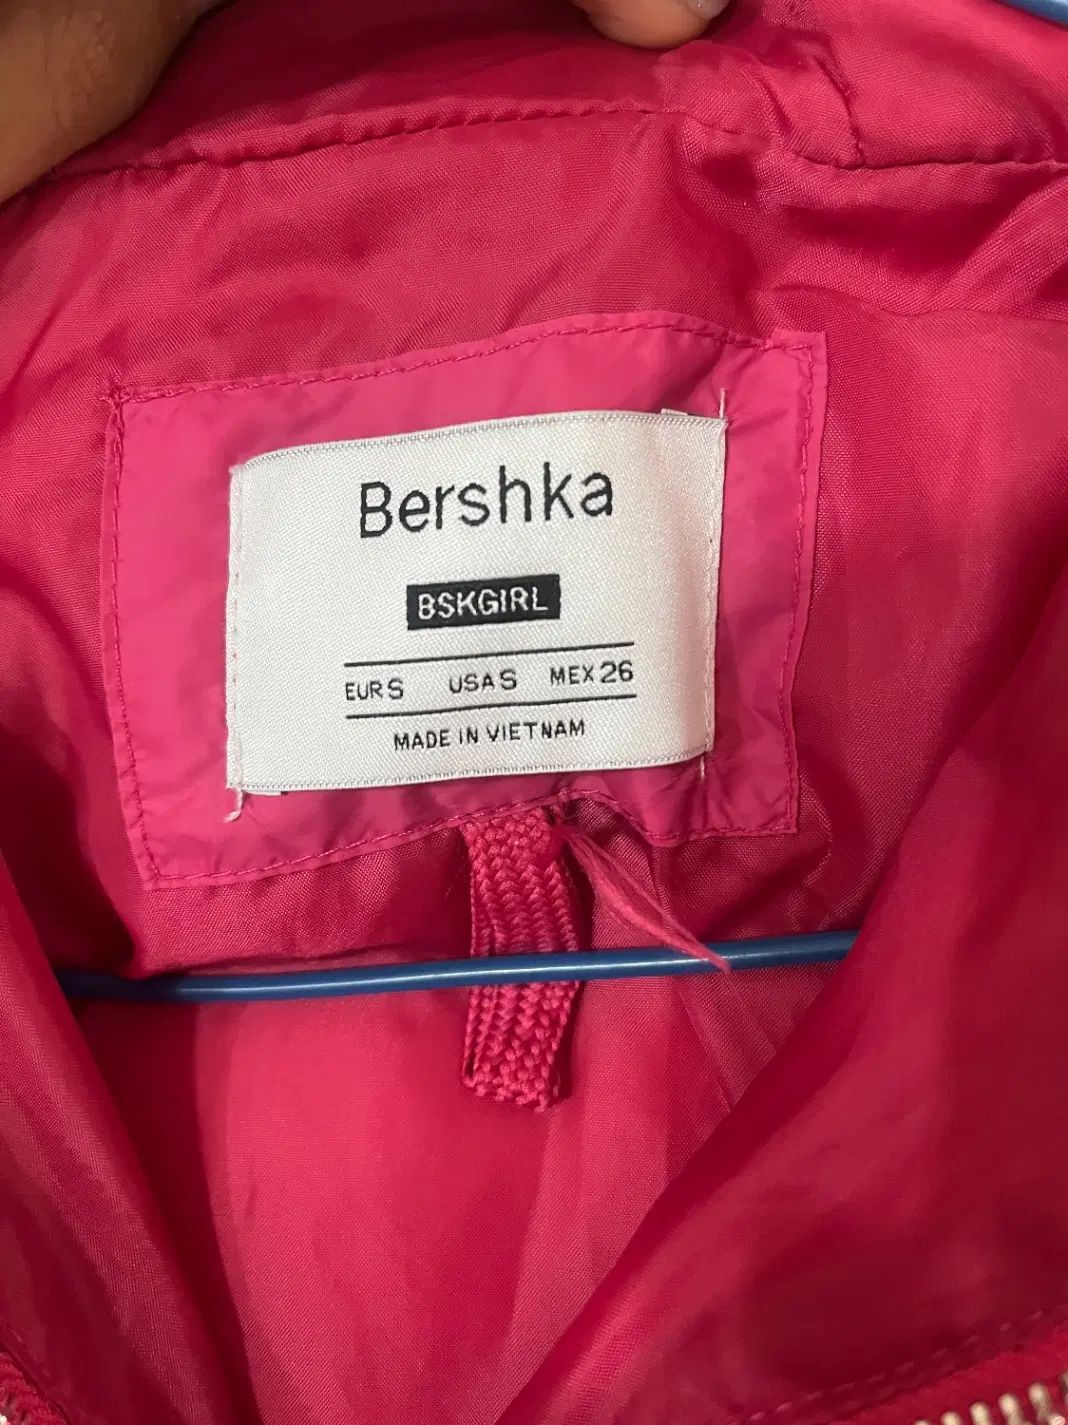 Bershka
BSKGIRL
EUR S USA S MEX 26
MADE IN VIETNAM